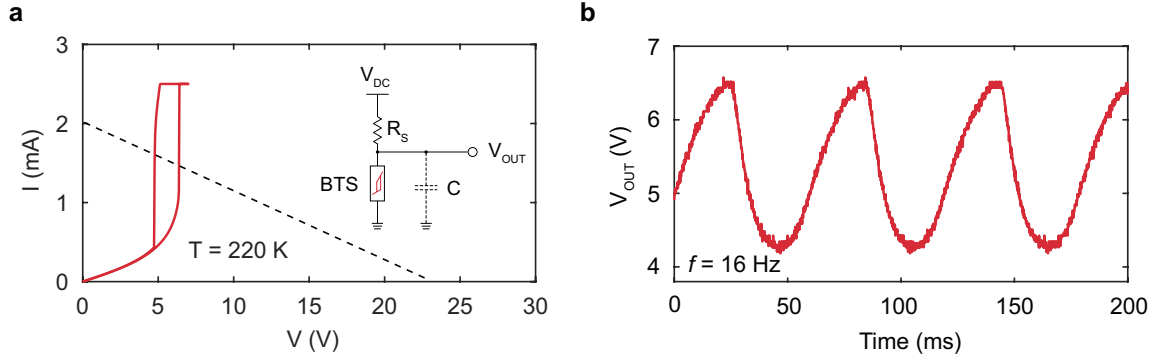 a
3
2
1
0
I (mA)
0
5
10
15
20
25
30
V (V)
T = 220 K
V_DC
R_S
V_OUT
BTS
C
b
7
6
5
4
V_OUT (V)
0
50
100
150
200
Time (ms)
f = 16 Hz